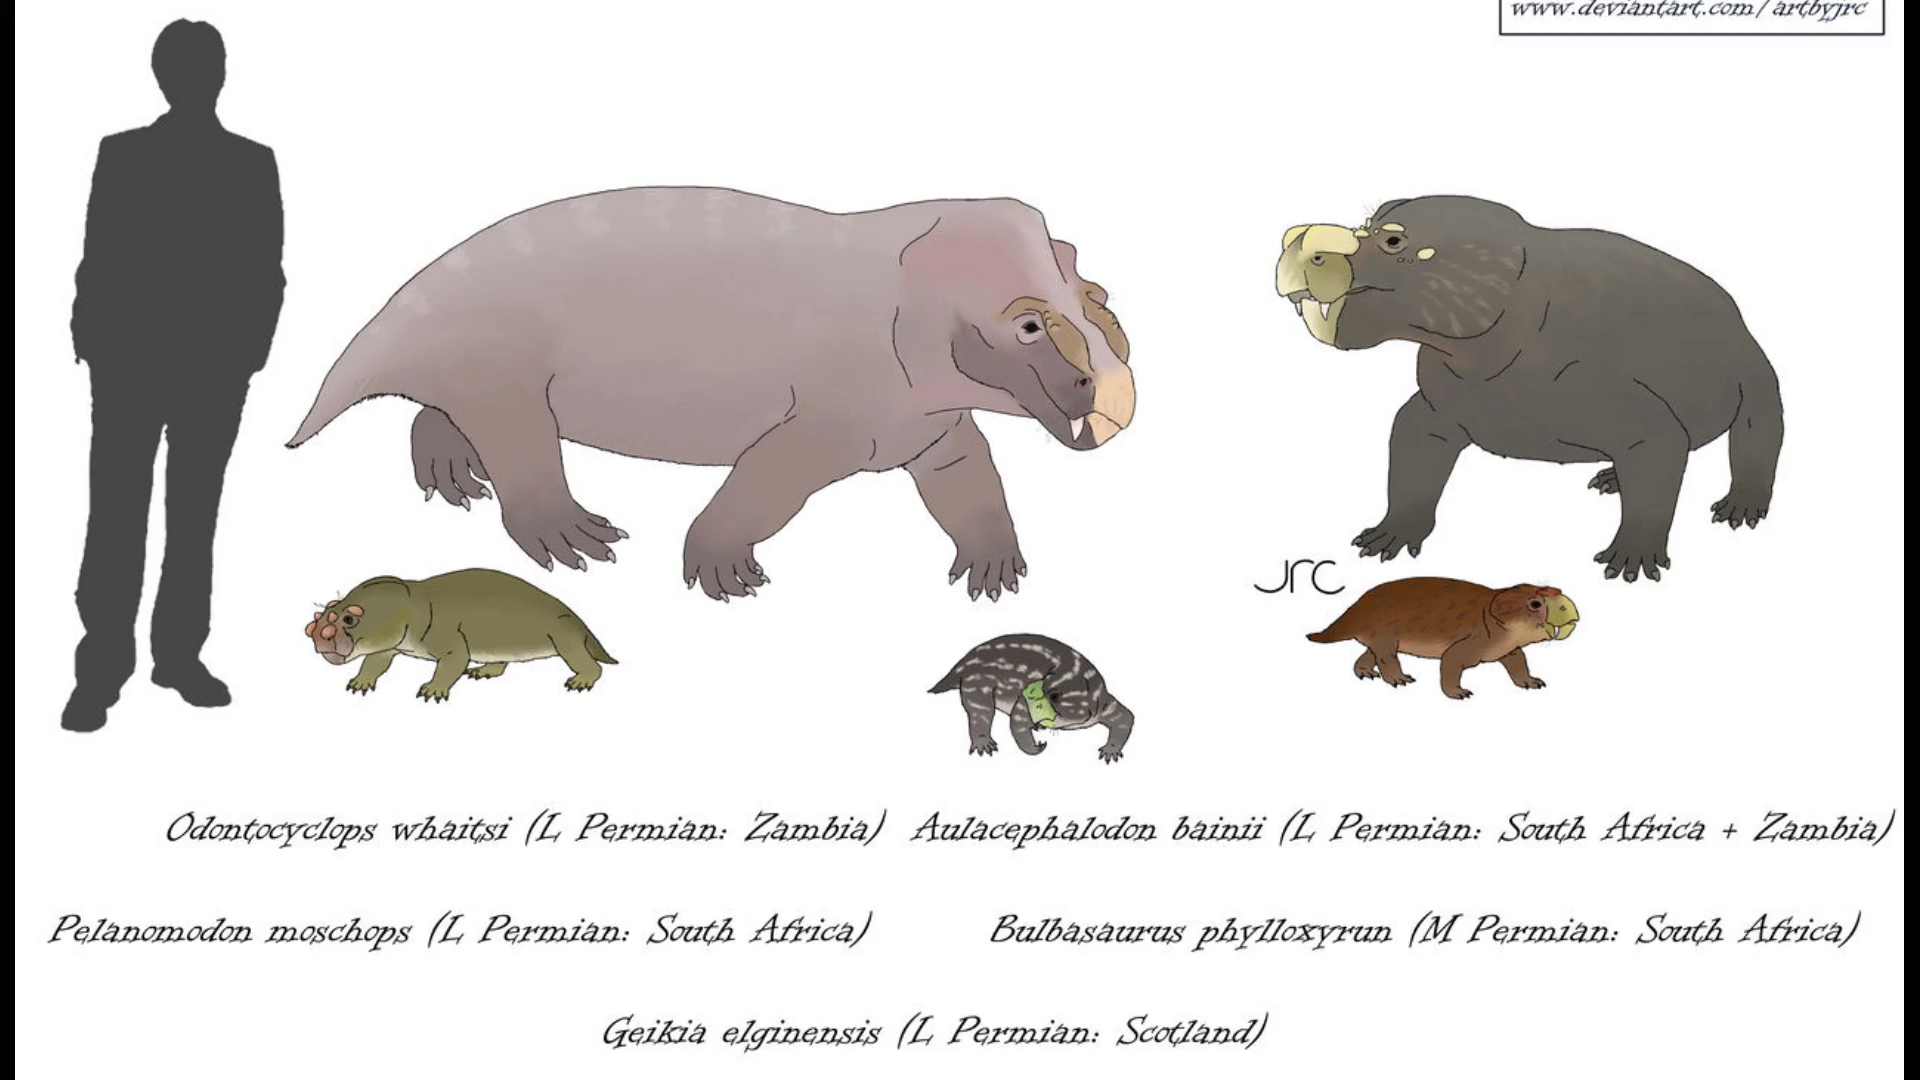 www.deviantart.com/artbyjrc
Jrc
Odontocyclops whaitsi (L Permian: Zambia) Aulacephalodon bainii (L Permian: South Africa + Zambia)
Pelanomodon moschops (L Permian: South Africa) Bulbasaurus phylloxyrun (M Permian: South Africa)
Geikia elginensis (L Permian: Scotland)